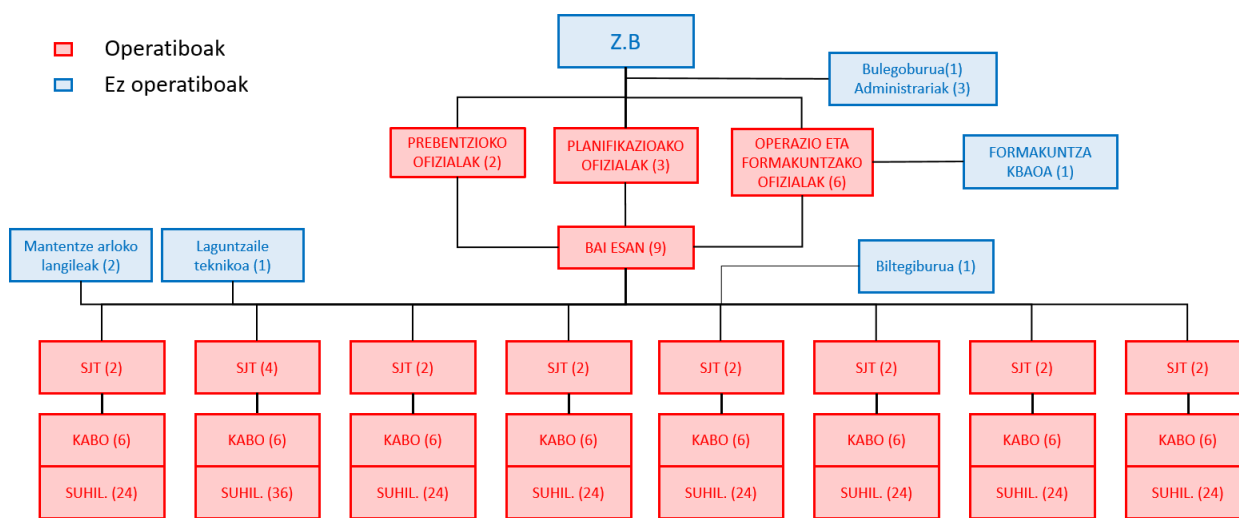 Operatiboak
Ez operatiboak
Z.B
Bulegoburua(1)
Administrariak (3)
PREBENTZIOKO
OFIZIALAK (2)
PLANIFIKAZIOAKO
OFIZIALAK (3)
OPERAZIO ETA
FORMAKUNTZAKO
OFIZIALAK (6)
FORMAKUNTZA
KBAOA (1)
Mantentze arloko
langileak (2)
Laguntzaile
teknikoa (1)
BAI ESAN (9)
Biltegiburua (1)
SJT (2)
SJT (4)
SJT (2)
SJT (2)
SJT (2)
SJT (2)
SJT (2)
SJT (2)
KABO (6)
KABO (6)
KABO (6)
KABO (6)
KABO (6)
KABO (6)
KABO (6)
KABO (6)
SUHIL. (24)
SUHIL. (36)
SUHIL. (24)
SUHIL. (24)
SUHIL. (24)
SUHIL. (24)
SUHIL. (24)
SUHIL. (24)